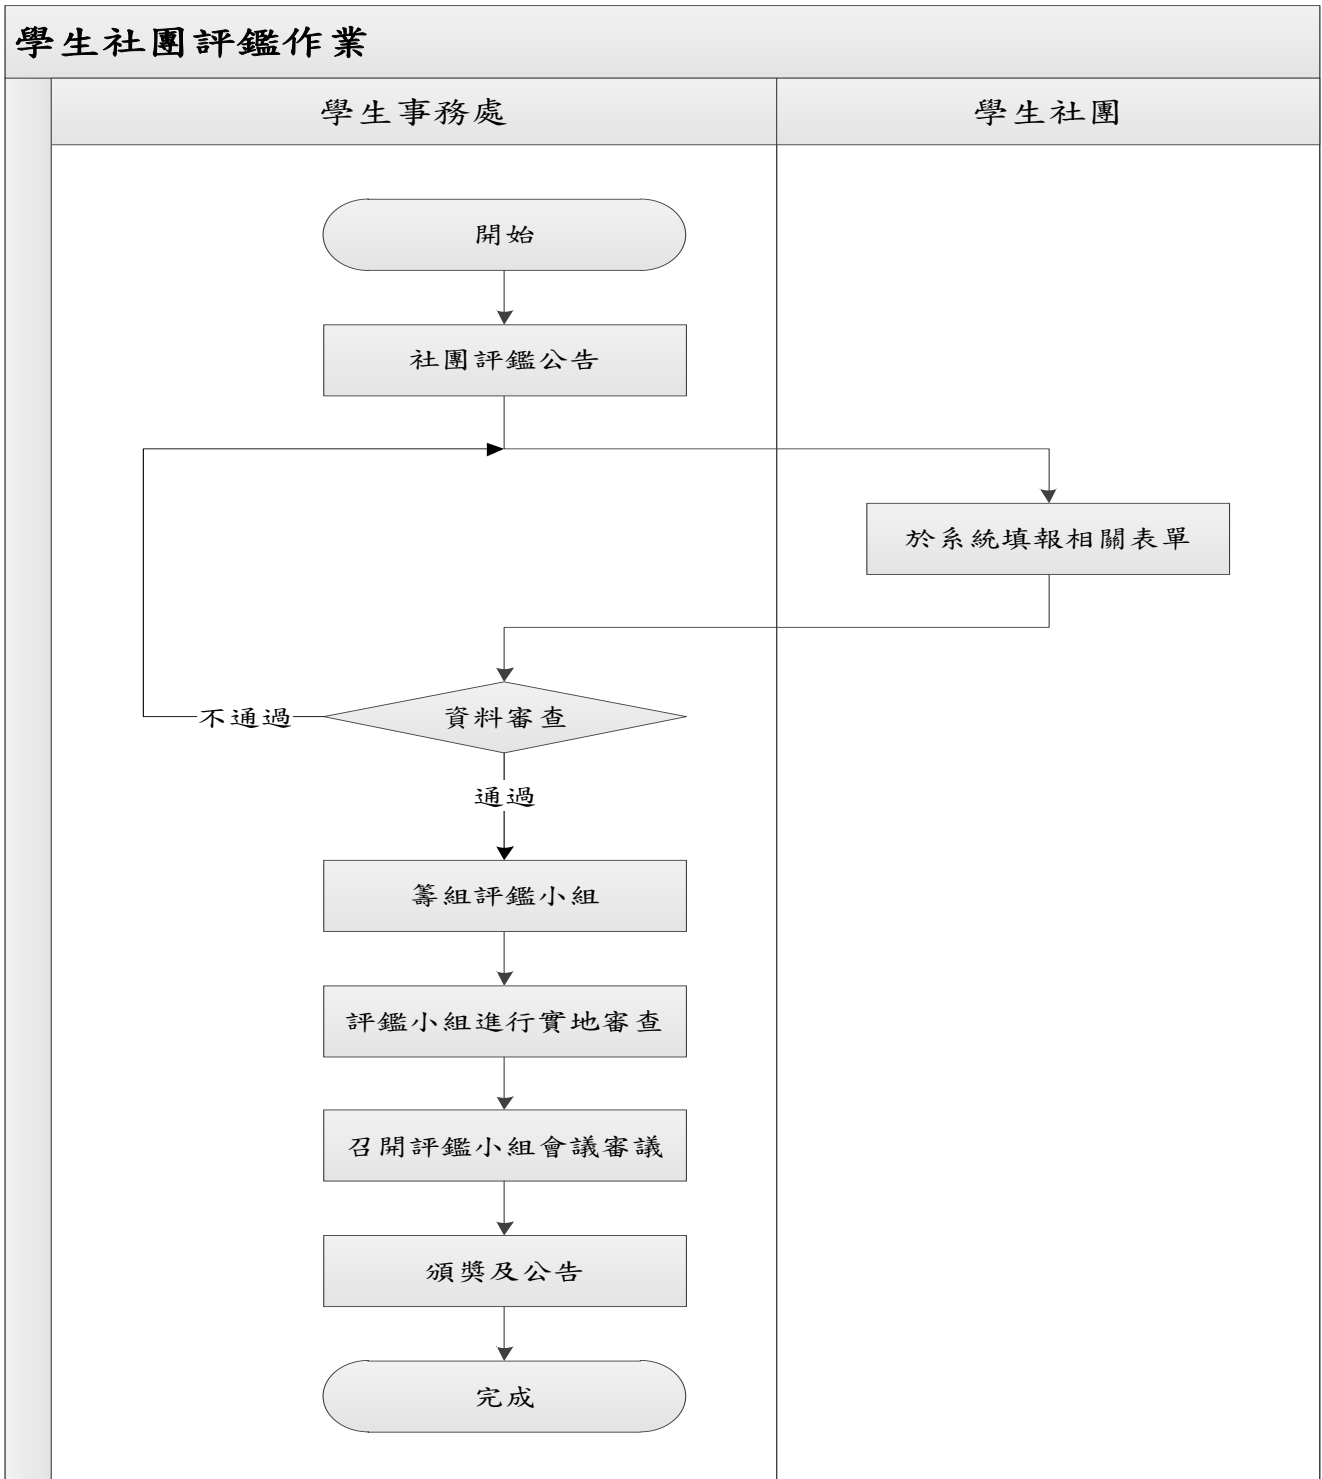 學生社團評鑑作業
學生事務處
學生社團
開始
社團評鑑公告
於系統填報相關表單
資料審查
不通過
通過
籌組評鑑小組
評鑑小組進行實地審查
召開評鑑小組會議審議
頒獎及公告
完成